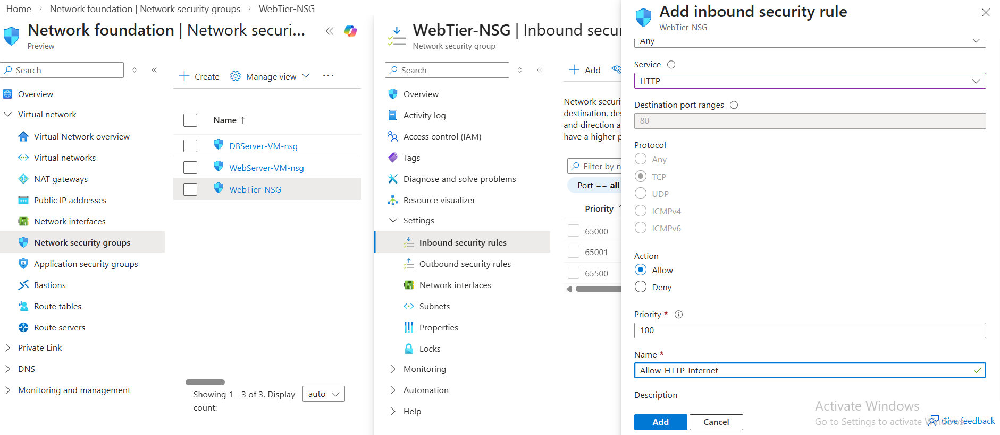 Home > Network foundation | Network security groups > WebTier-NSG
Network foundation | Network securi...
Preview
Search
Overview
Virtual network
Virtual Network overview
Virtual networks
NAT gateways
Public IP addresses
Network interfaces
Network security groups
Application security groups
Bastions
Route tables
Route servers
Private Link
DNS
Monitoring and management
Create
Manage view
...
Name ↑
DBServer-VM-nsg
WebServer-VM-nsg
WebTier-NSG
Showing 1 - 3 of 3. Display
count:
auto
WebTier-NSG | Inbound secur
Network security group
Search
Overview
Activity log
Access control (IAM)
Tags
Diagnose and solve problems
Resource visualizer
Settings
Inbound security rules
Outbound security rules
Network interfaces
Subnets
Properties
Locks
Monitoring
Automation
Help
Add
Network securi
destination, de
and direction a
have a higher p
Filter by n
Port == all
Priority ↑
65000
65001
65500
Add inbound security rule
WebTier-NSG
Any
Service
HTTP
Destination port ranges
80
Protocol
Any
TCP
UDP
ICMPv4
ICMPv6
Action
Allow
Deny
Priority *
100
Name *
Allow-HTTP-Internet
Description
Add
Cancel
Activate Windows
Go to Settings to activate Windows.
Give feedback